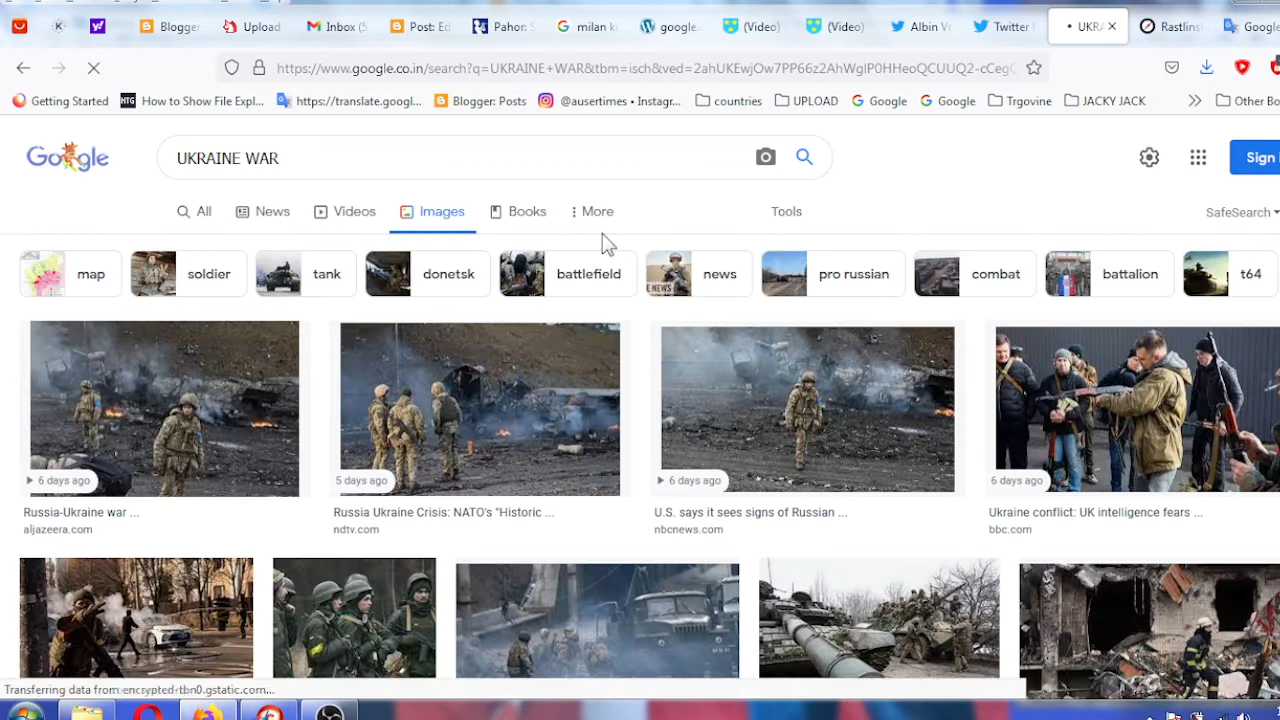 Blogger
Upload
Inbox (
Post: Ed
Pahor:
milan ki
google.
(Video)
(Video)
Albin V
Twitter
UKRA
Rastlins
Google
https://www.google.co.in/search?q=UKRAINE+WAR&tbm=isch&ved=2ahUKEwjOw7PP66z2AhWgIP0HHeoQCUUQ2-cCegQ
Getting Started
HTG
How to Show File Expl...
https://translate.googl...
Blogger: Posts
@ausertimes • Instagr...
countries
UPLOAD
Google
Google
Trgovine
JACKY JACK
Other Bo
Google
UKRAINE WAR
Sign
All
News
Videos
Images
Books
More
Tools
SafeSearch
map
soldier
tank
donetsk
battlefield
news
pro russian
combat
battalion
t64
6 days ago
5 days ago
6 days ago
6 days ago
Russia-Ukraine war ...
aljazeera.com
Russia Ukraine Crisis: NATO's "Historic ...
ndtv.com
U.S. says it sees signs of Russian ...
nbcnews.com
Ukraine conflict: UK intelligence fears ...
bbc.com
Transferring data from encrypted-tbn0.gstatic.com...